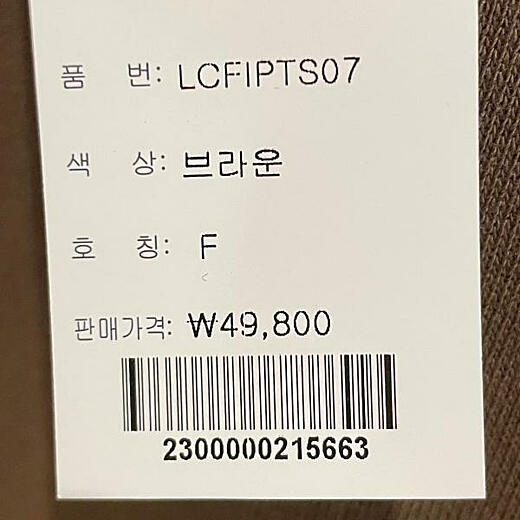 품 번: LCFIPTS07
색 상: 브라운
호 칭: F
판매가격: ₩49,800
2300000215663